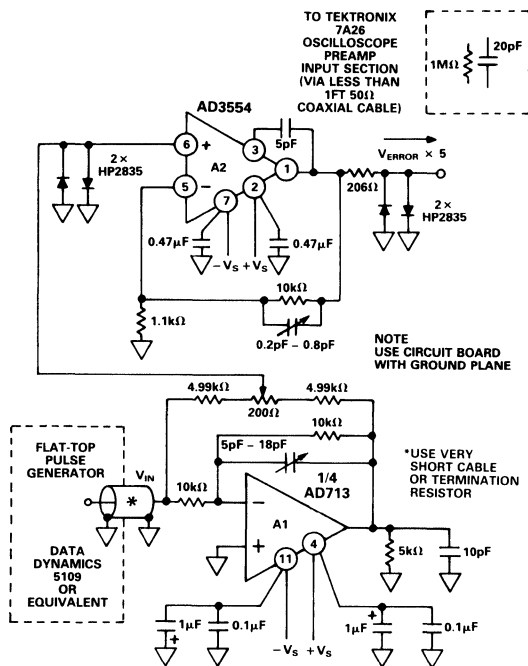 TO TEKTRONIX
7A26
OSCILLOSCOPE
PREAMP
INPUT SECTION
(VIA LESS THAN
1FT 50Ω
COAXIAL CABLE)
1MΩ
20pF
AD3554
5pF
6
+
3
1
A2
5
–
2
7
2×
HP2835
VERROR × 5
206Ω
2×
HP2835
0.47µF
–VS
+VS
0.47µF
10kΩ
1.1kΩ
0.2pF – 0.8pF
NOTE
USE CIRCUIT BOARD
WITH GROUND PLANE
4.99kΩ
200Ω
4.99kΩ
10kΩ
5pF – 18pF
FLAT-TOP
PULSE
GENERATOR
VIN
*
10kΩ
1/4
AD713
*USE VERY
SHORT CABLE
OR TERMINATION
RESISTOR
–
A1
+
11
4
5kΩ
10pF
DATA
DYNAMICS
5109
OR
EQUIVALENT
1µF
+
0.1µF
–VS
+VS
+
1µF
0.1µF